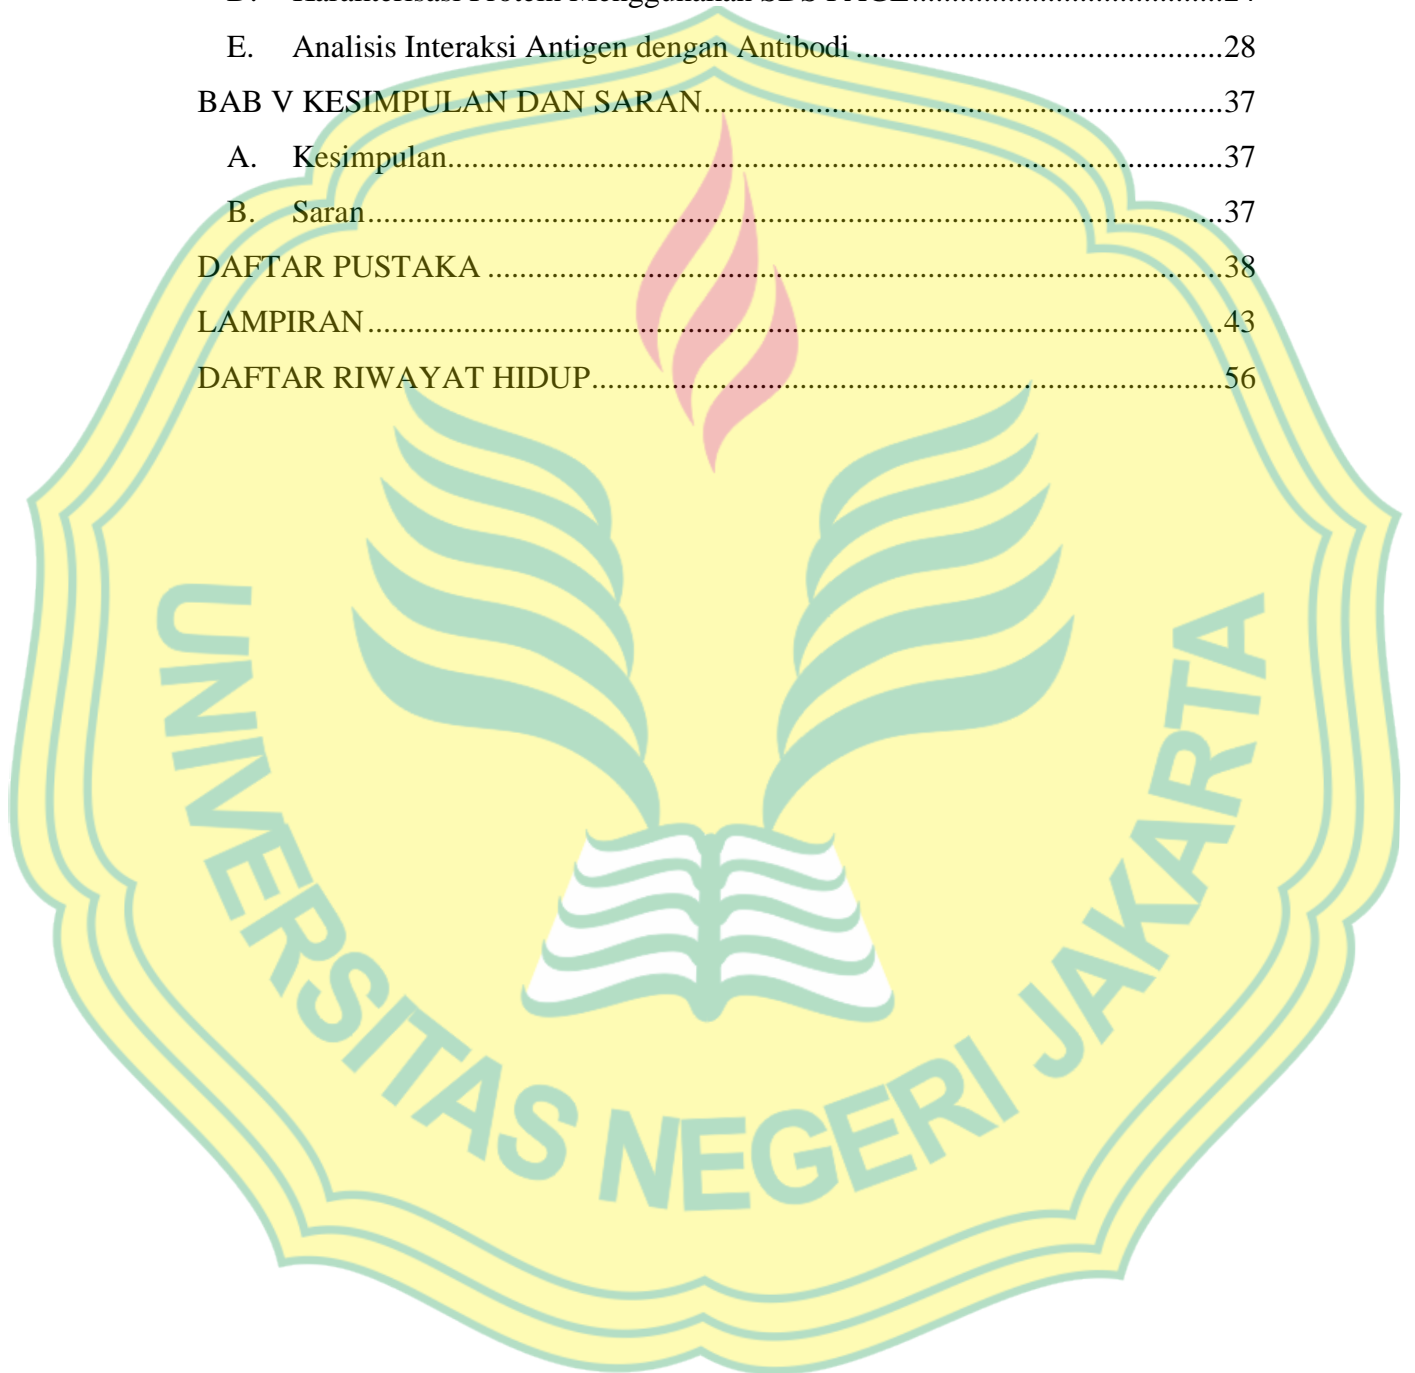 E. Analisis Interaksi Antigen dengan Antibodi ..............................................28
BAB V KESIMPULAN DAN SARAN.................................................................37
A. Kesimpulan.................................................................................................37
B. Saran...........................................................................................................37
DAFTAR PUSTAKA ............................................................................................38
LAMPIRAN...........................................................................................................43
DAFTAR RIWAYAT HIDUP...............................................................................56
UNIVERSITAS NEGERI JAKARTA